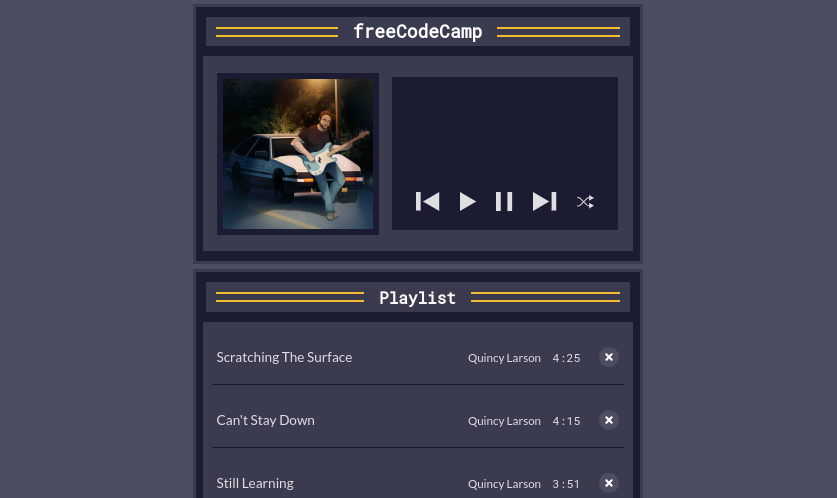 freeCodeCamp
Playlist
Scratching The Surface Quincy Larson 4:25
Can't Stay Down Quincy Larson 4:15
Still Learning Quincy Larson 3:51